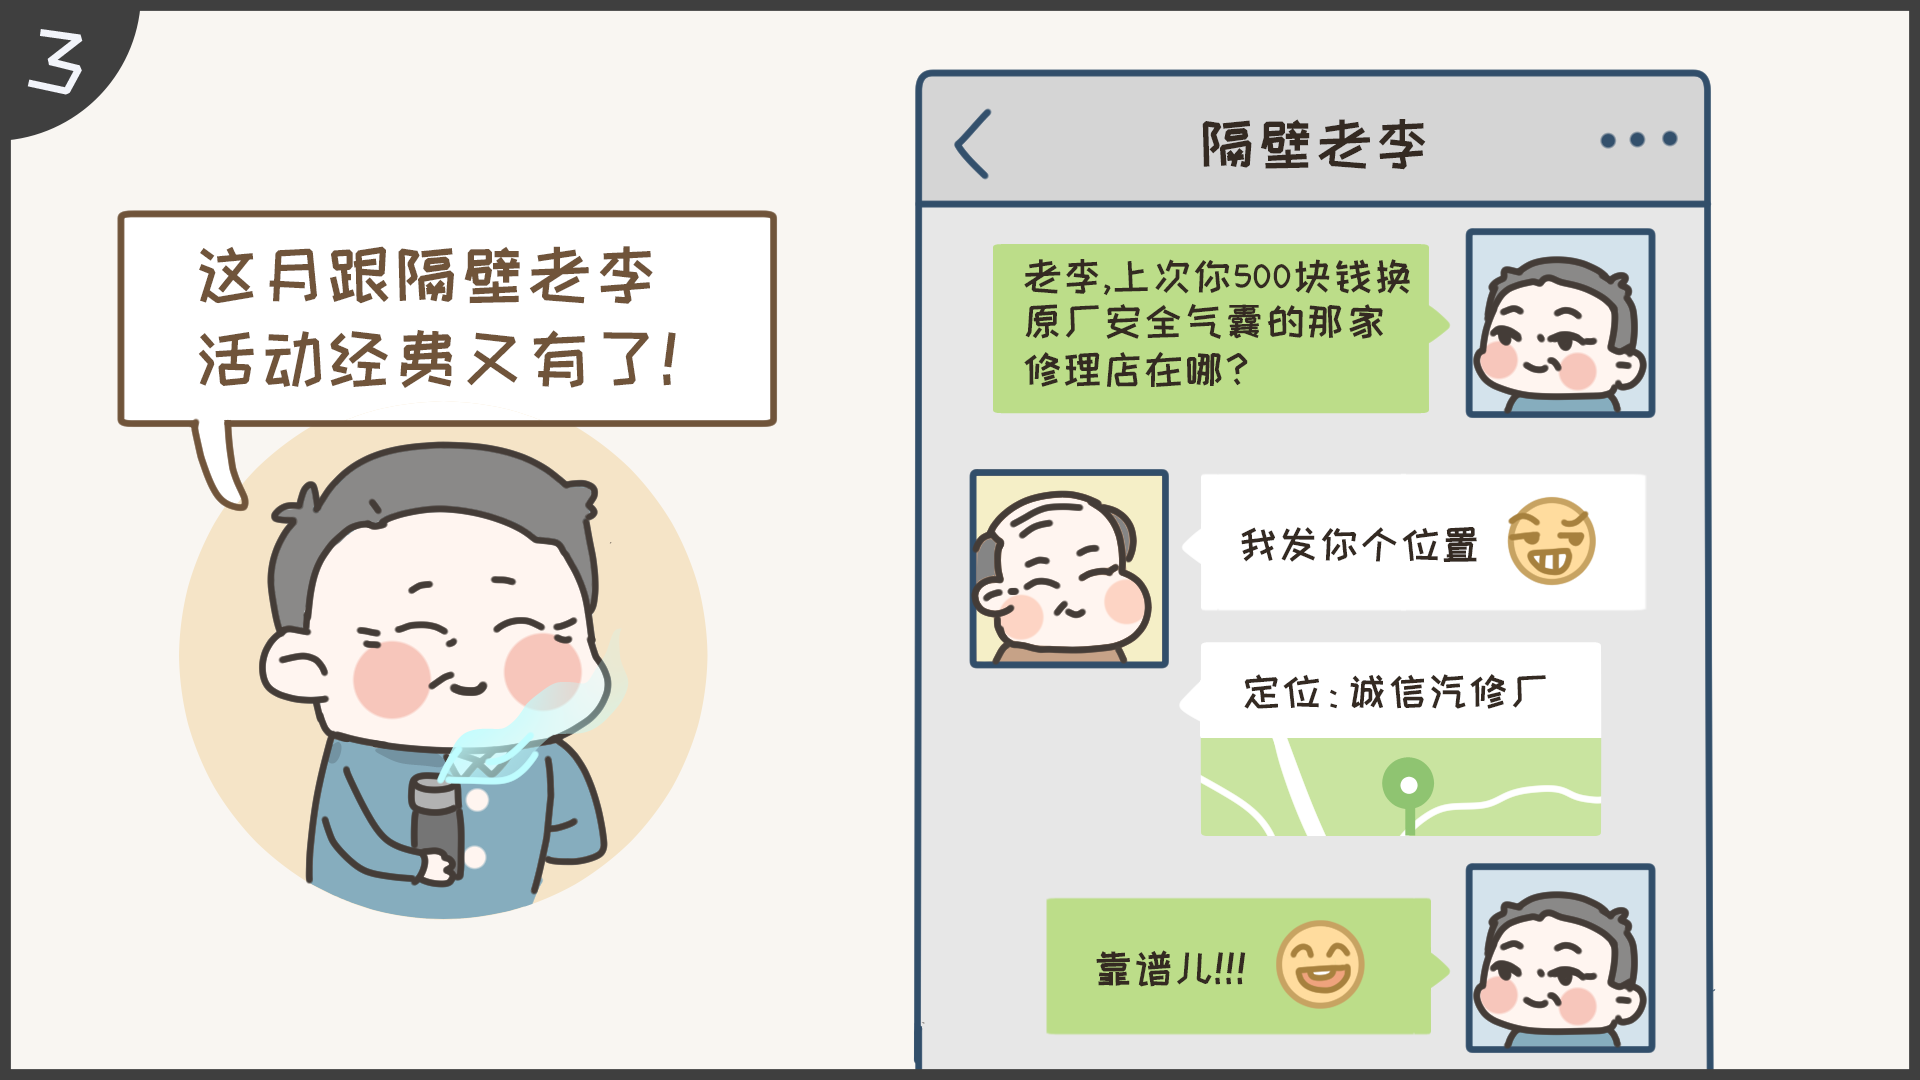 3
这月跟隔壁老李
活动经费又有了!
隔壁老李
老李,上次你500块钱换
原厂安全气囊的那家
修理店在哪?
我发你个位置
定位:诚信汽修厂
靠谱儿!!!